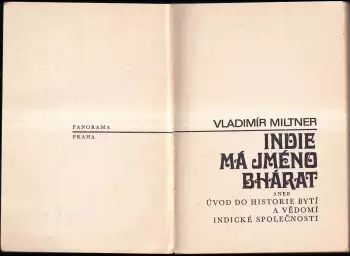 PANORAMA
PRAHA
VLADIMÍR MILTNER
INDIE
MÁ JMÉNO
BHÁRAT
ANEB
ÚVOD DO HISTORIE BYTÍ
A VĚDOMÍ
INDICKÉ SPOLEČNOSTI